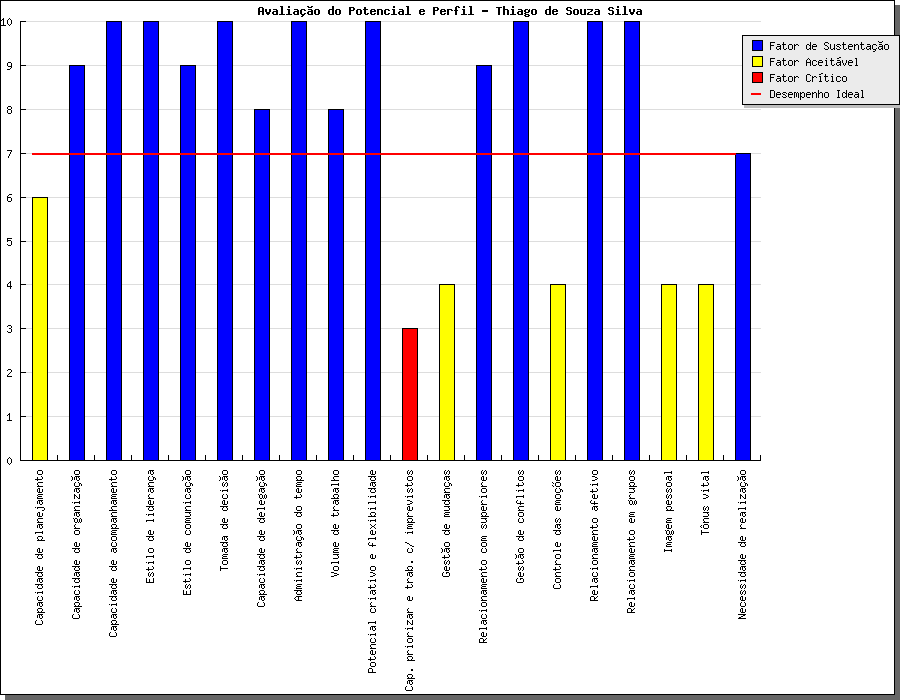 Avaliação do Potencial e Perfil - Thiago de Souza Silva
Fator de Sustentação
Fator Aceitável
Fator Crítico
Desempenho Ideal
10
9
8
7
6
5
4
3
2
1
0
Capacidade de planejamento
Capacidade de organização
Capacidade de acompanhamento
Estilo de liderança
Estilo de comunicação
Tomada de decisão
Capacidade de delegação
Administração do tempo
Volume de trabalho
Potencial criativo e flexibilidade
Cap. priorizar e trab. c/ imprevistos
Gestão de mudanças
Relacionamento com superiores
Gestão de conflitos
Controle das emoções
Relacionamento afetivo
Relacionamento em grupos
Imagem pessoal
Tônus vital
Necessidade de realização